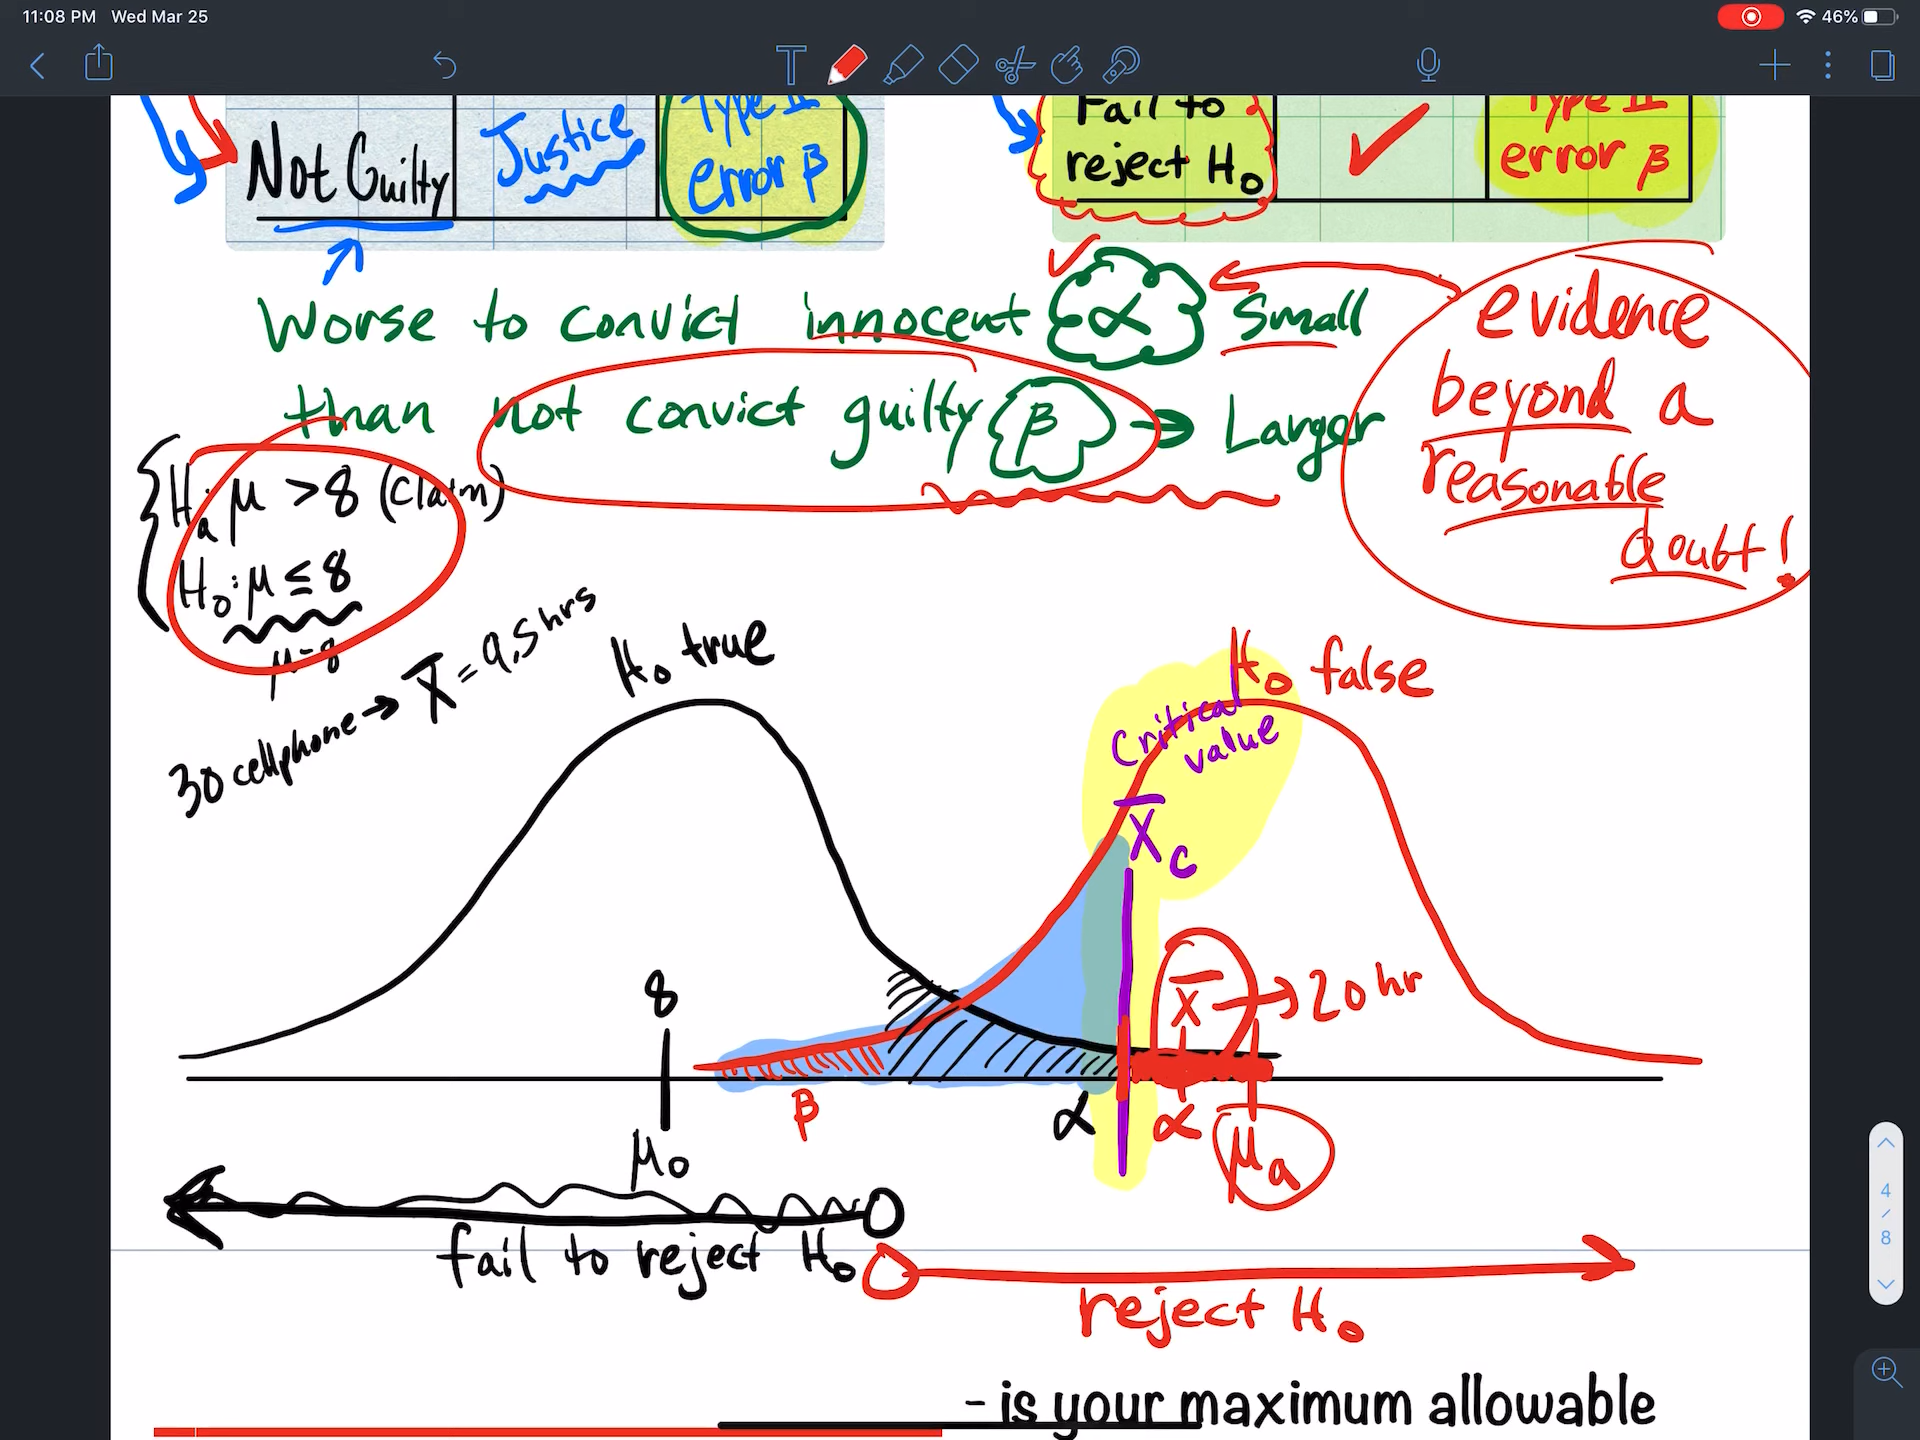 11:08 PM Wed Mar 25
46%
T
Not Guilty
Justice
Type II
error β
Fail to
reject H₀
✓
Type II
error β
Worse to convict innocent α Small
than not convict guilty β → Larger
evidence
beyond a
reasonable
doubt!
Hₐ: μ > 8 (Claim)
H₀: μ ≤ 8
μ = 8
30 cellphone → X̄ = 9.5 hrs
H₀ true
H₀ false
Critical
value
X̄c
8
X̄ → 20 hr
β
α
α
μ₀
μₐ
fail to reject H₀
reject H₀
- is your maximum allowable
4
/
8